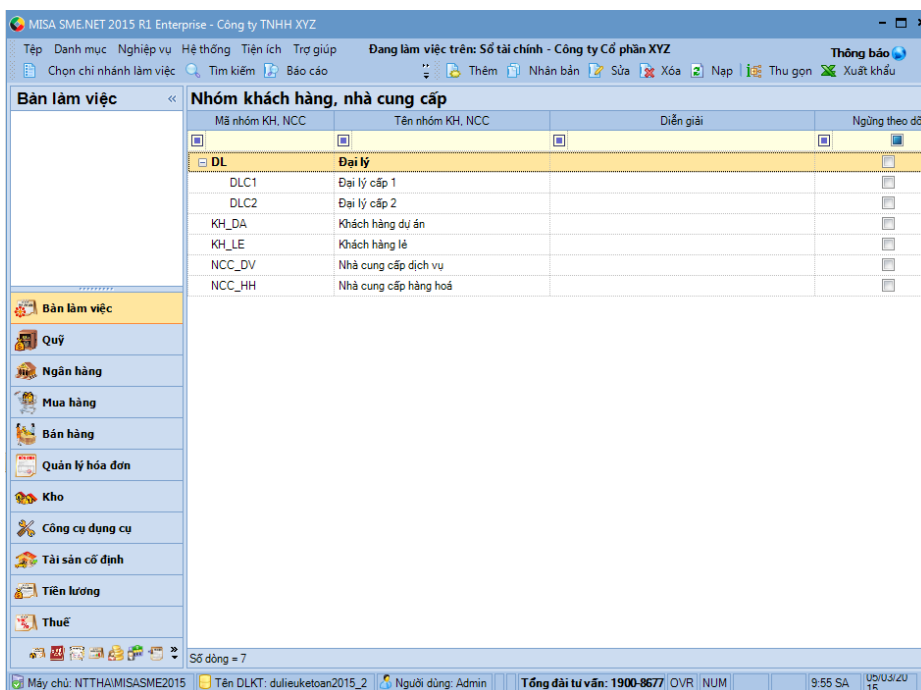 MISA SME.NET 2015 R1 Enterprise - Công ty TNHH XYZ
Tệp Danh mục Nghiệp vụ Hệ thống Tiện ích Trợ giúp Đang làm việc trên: Sổ tài chính - Công ty Cổ phần XYZ Thông báo
Chọn chi nhánh làm việc Tìm kiếm Báo cáo Thêm Nhân bản Sửa Xóa Nạp Thu gọn Xuất khẩu
Bàn làm việc « Nhóm khách hàng, nhà cung cấp
Mã nhóm KH, NCC Tên nhóm KH, NCC Diễn giải Ngừng theo dõ
DL Đại lý
DLC1 Đại lý cấp 1
DLC2 Đại lý cấp 2
KH_DA Khách hàng dự án
KH_LE Khách hàng lẻ
NCC_DV Nhà cung cấp dịch vụ
NCC_HH Nhà cung cấp hàng hoá
Bàn làm việc
Quỹ
Ngân hàng
Mua hàng
Bán hàng
Quản lý hóa đơn
Kho
Công cụ dụng cụ
Tài sản cố định
Tiền lương
Thuế
Số dòng = 7
Máy chủ: NTTHA\MISASME2015 Tên DLKT: dulieuketoan2015_2 Người dùng: Admin Tổng đài tư vấn: 1900-8677 OVR NUM 9:55 SA 05/03/20
15